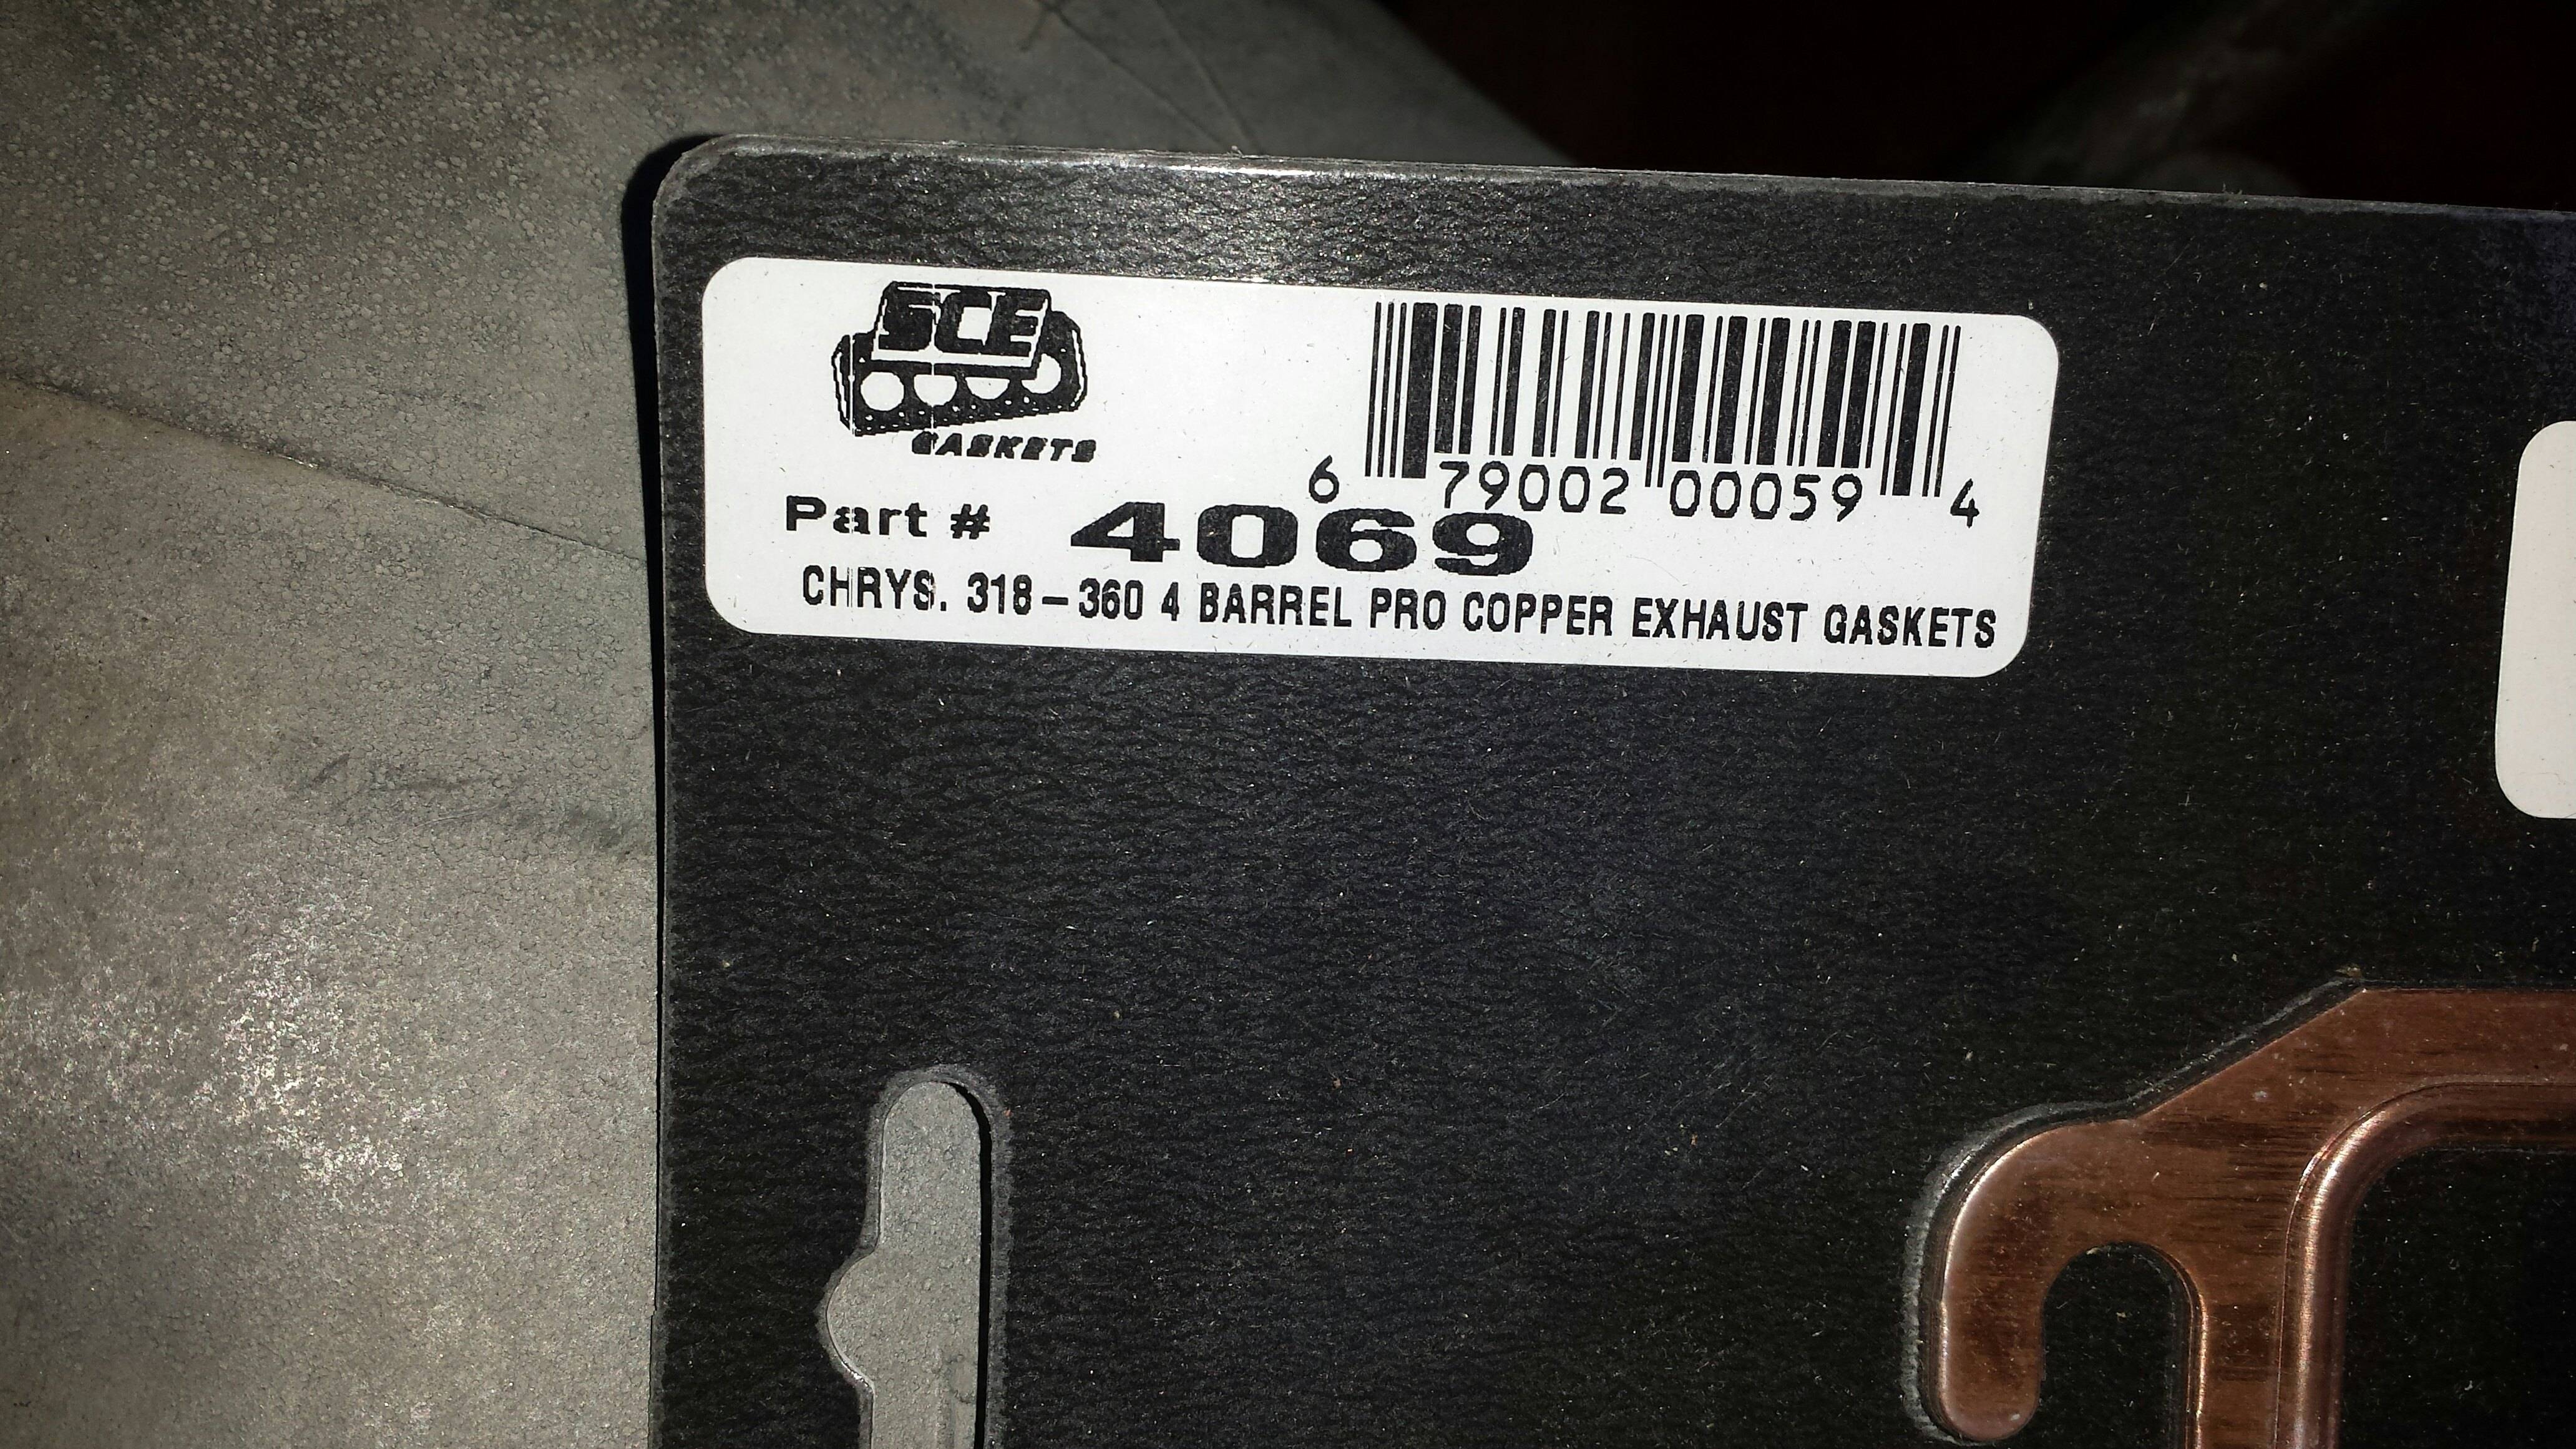 SCE
GASKETS
6 79002 00059 4
Part # 4069
CHRYS. 318-360 4 BARREL PRO COPPER EXHAUST GASKETS